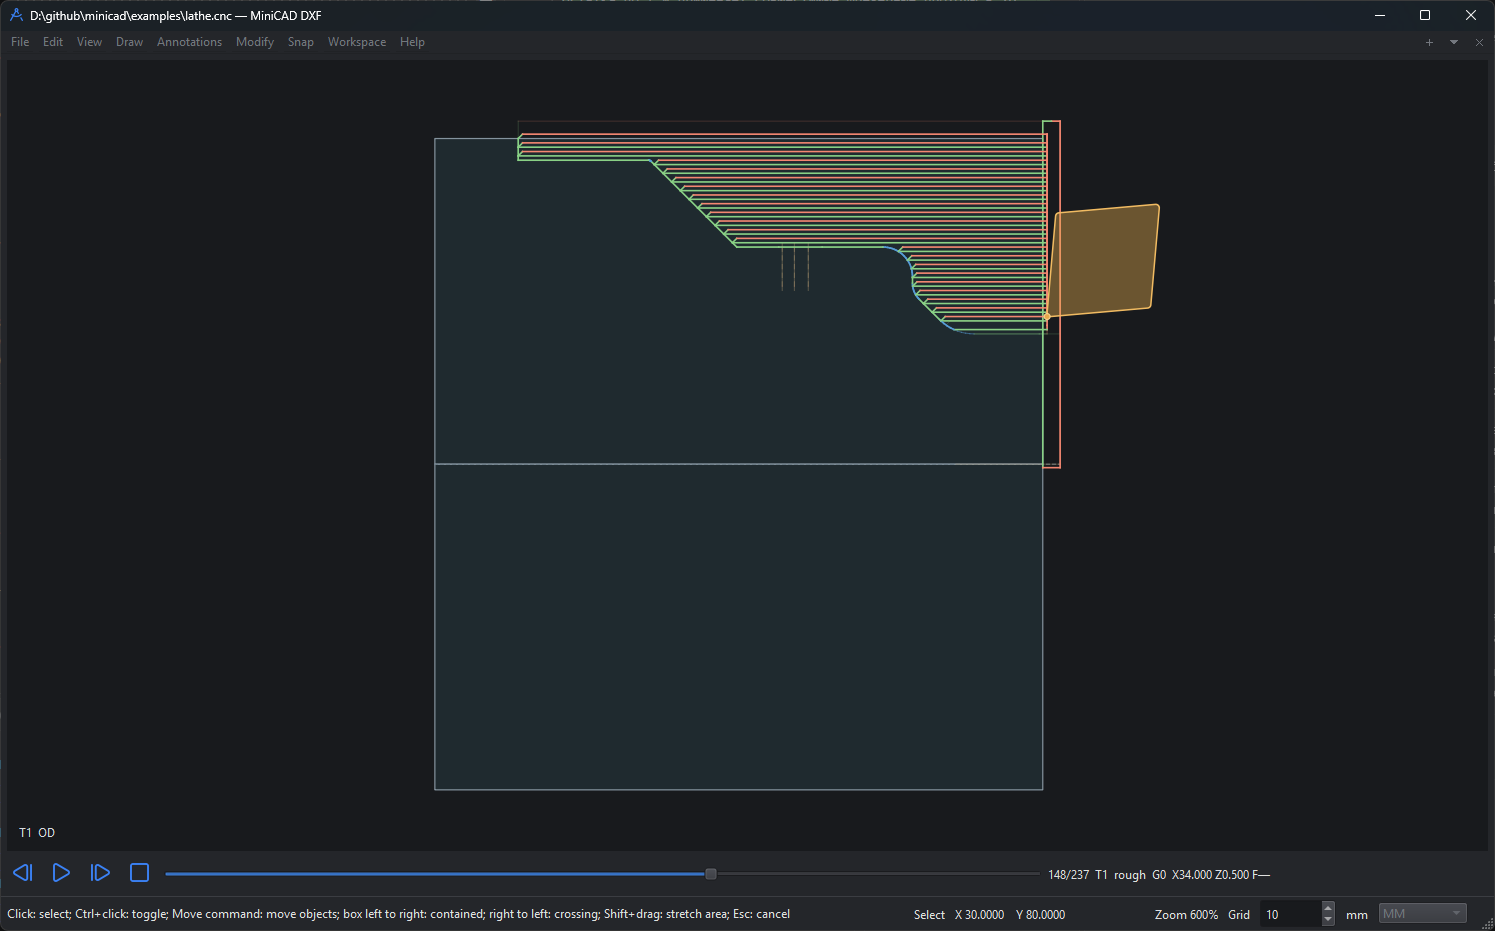 D:\github\minicad\examples\lathe.cnc — MiniCAD DXF
File Edit View Draw Annotations Modify Snap Workspace Help
T1 OD
148/237 T1 rough G0 X34.000 Z0.500 F—
Click: select; Ctrl+click: toggle; Move command: move objects; box left to right: contained; right to left: crossing; Shift+drag: stretch area; Esc: cancel
Select X 30.0000 Y 80.0000 Zoom 600% Grid 10 mm MM